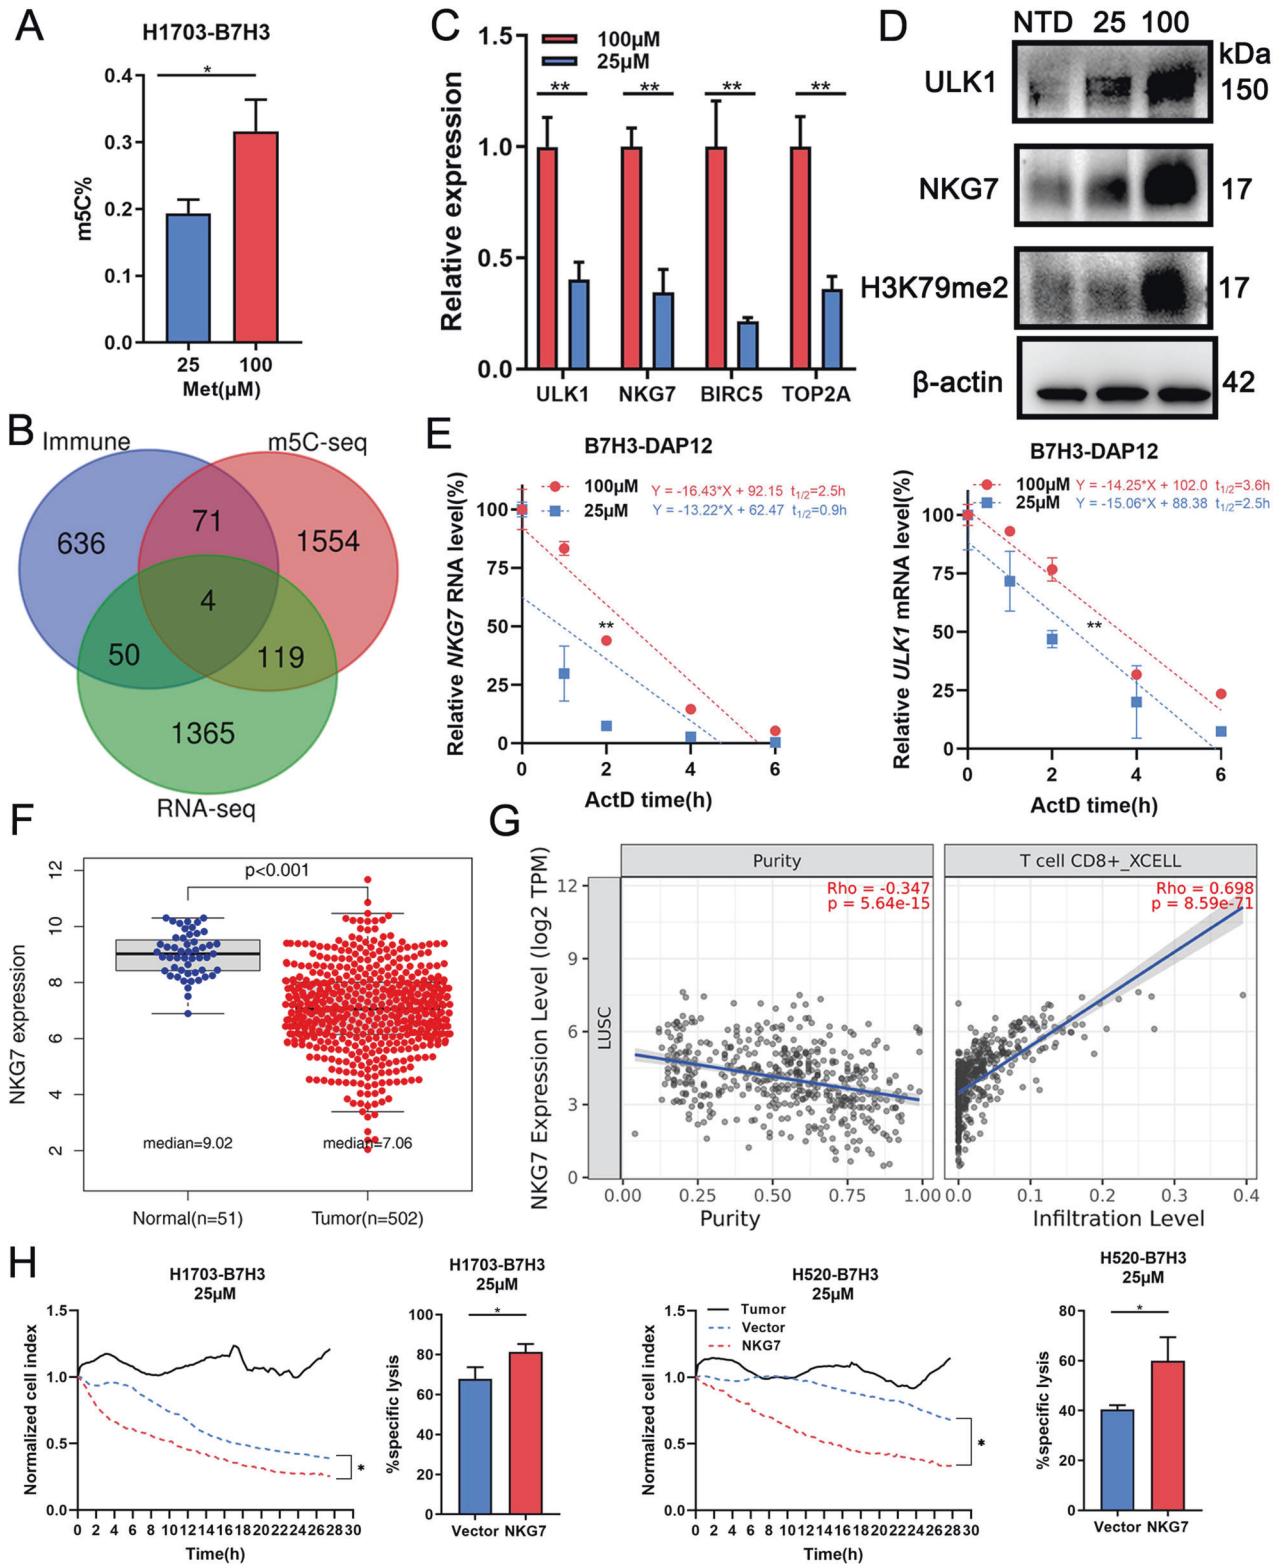 A
H1703-B7H3
*
0.4
0.3
0.2
0.1
0.0
m5C%
25 100
Met(μM)
B
Immune
m5C-seq
636
71
1554
4
50
119
1365
RNA-seq
C
100μM
25μM
1.5
1.0
0.5
0.0
Relative expression
** ** ** **
ULK1 NKG7 BIRC5 TOP2A
D
NTD 25 100
kDa
ULK1 150
NKG7 17
H3K79me2 17
β-actin 42
E
B7H3-DAP12
100μM Y = -16.43*X + 92.15 t1/2=2.5h
25μM Y = -13.22*X + 62.47 t1/2=0.9h
100
75
50
25
0
Relative NKG7 RNA level(%)
**
0 2 4 6
ActD time(h)
B7H3-DAP12
100μM Y = -14.25*X + 102.0 t1/2=3.6h
25μM Y = -15.06*X + 88.38 t1/2=2.5h
100
75
50
25
0
Relative ULK1 mRNA level(%)
**
0 2 4 6
ActD time(h)
F
p<0.001
12
10
8
6
4
2
NKG7 expression
median=9.02 median=7.06
Normal(n=51) Tumor(n=502)
G
Purity
T cell CD8+_XCELL
Rho = -0.347
p = 5.64e-15
Rho = 0.698
p = 8.59e-71
12
9
6
3
0
NKG7 Expression Level (log2 TPM)
LUSC
0.00 0.25 0.50 0.75 1.00
Purity
0.0 0.1 0.2 0.3 0.4
Infiltration Level
H
H1703-B7H3
25μM
1.5
1.0
0.5
0.0
Normalized cell index
*
0 2 4 6 8 10 12 14 16 18 20 22 24 26 28 30
Time(h)
H1703-B7H3
25μM
*
100
80
60
40
20
0
%specific lysis
Vector NKG7
H520-B7H3
25μM
Tumor
Vector
NKG7
1.5
1.0
0.5
0.0
Normalized cell index
*
0 2 4 6 8 10 12 14 16 18 20 22 24 26 28 30
Time(h)
H520-B7H3
25μM
*
80
60
40
20
0
%specific lysis
Vector NKG7